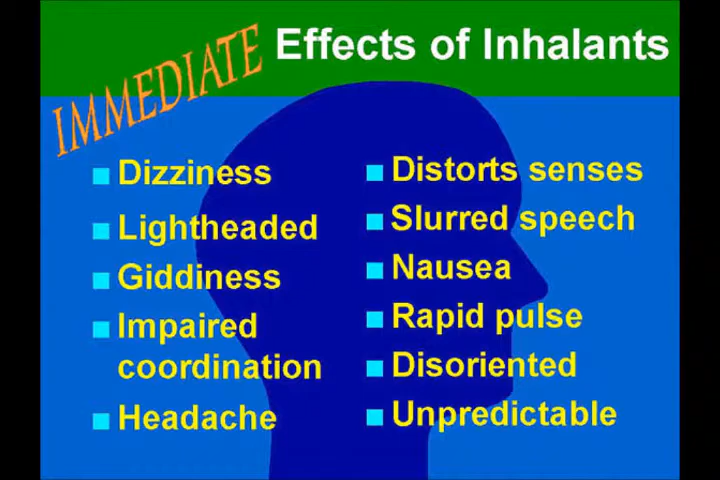 IMMEDIATE Effects of Inhalants
Dizziness
Lightheaded
Giddiness
Impaired
coordination
Headache
Distorts senses
Slurred speech
Nausea
Rapid pulse
Disoriented
Unpredictable